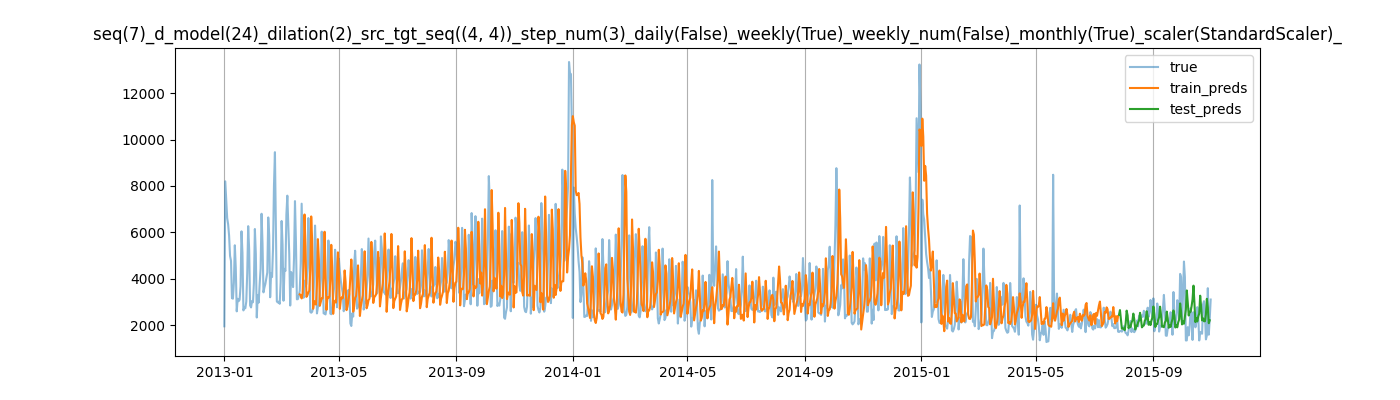 seq(7)_d_model(24)_dilation(2)_src_tgt_seq((4, 4))_step_num(3)_daily(False)_weekly(True)_weekly_num(False)_monthly(True)_scaler(StandardScaler)_
true
train_preds
test_preds
12000
10000
8000
6000
4000
2000
2013-01 2013-05 2013-09 2014-01 2014-05 2014-09 2015-01 2015-05 2015-09